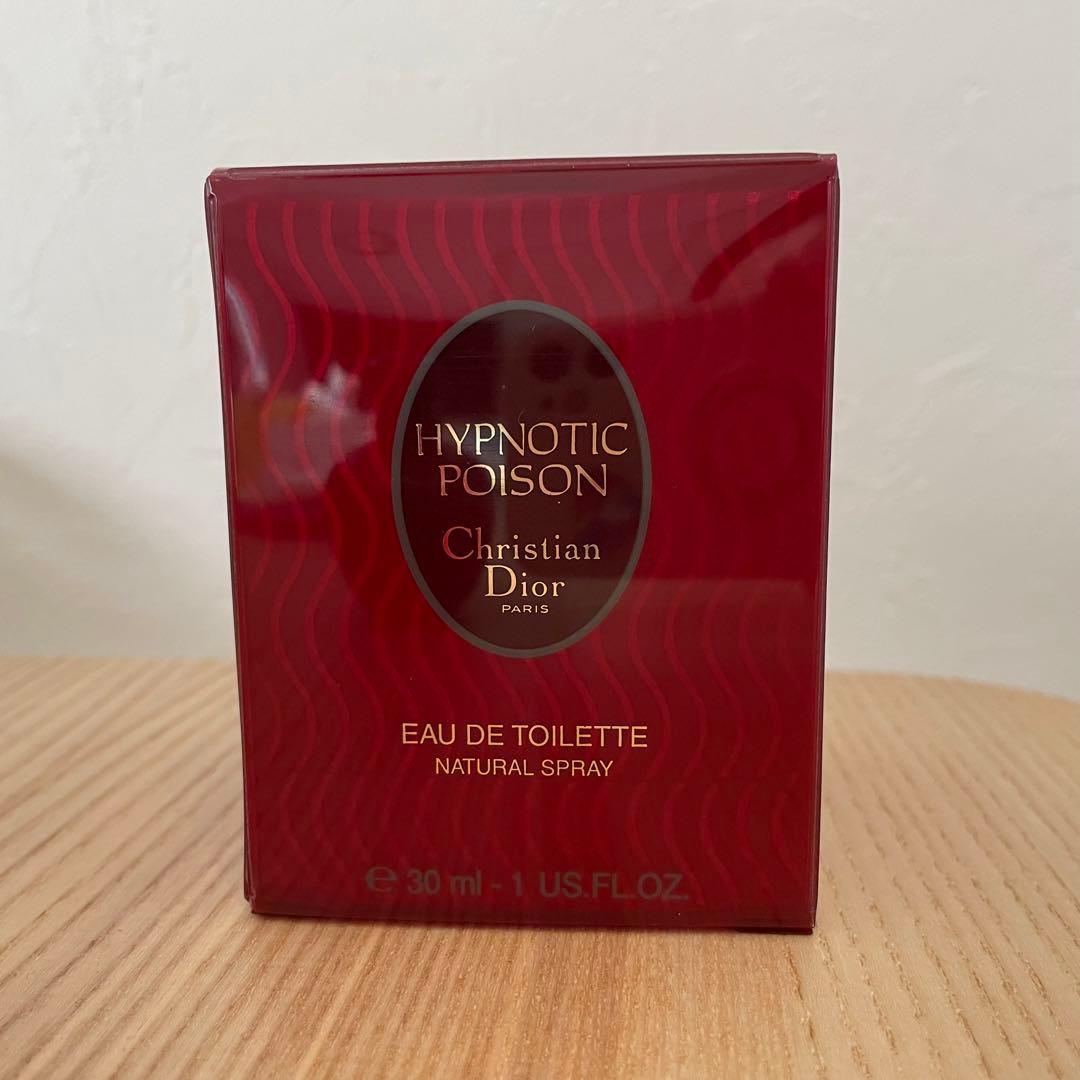 HYPNOTIC
POISON
Christian
Dior
PARIS
EAU DE TOILETTE
NATURAL SPRAY
℮ 30 ml - 1 US.FL.OZ.